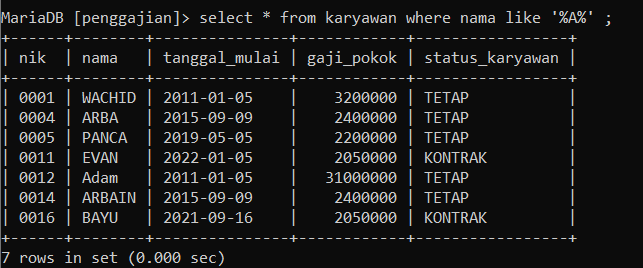 MariaDB [penggajian]> select * from karyawan where nama like '%A%' ;
+------+--------+---------------+------------+-----------------+
| nik  | nama   | tanggal_mulai | gaji_pokok | status_karyawan |
+------+--------+---------------+------------+-----------------+
| 0001 | WACHID | 2011-01-05    |    3200000 | TETAP           |
| 0004 | ARBA   | 2015-09-09    |    2400000 | TETAP           |
| 0005 | PANCA  | 2019-05-05    |    2200000 | TETAP           |
| 0011 | EVAN   | 2022-01-05    |    2050000 | KONTRAK         |
| 0012 | Adam   | 2011-01-05    |   31000000 | TETAP           |
| 0014 | ARBAIN | 2015-09-09    |    2400000 | TETAP           |
| 0016 | BAYU   | 2021-09-16    |    2050000 | KONTRAK         |
+------+--------+---------------+------------+-----------------+
7 rows in set (0.000 sec)